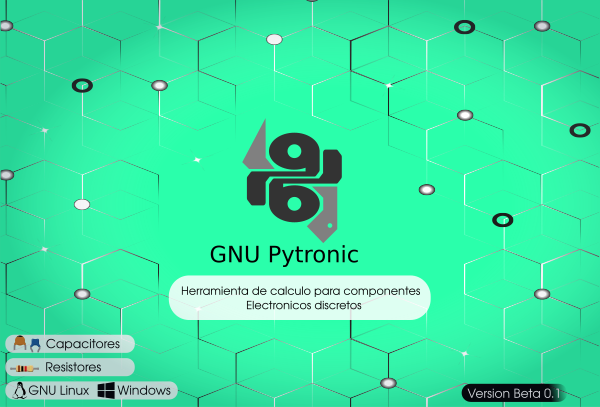 GNU Pytronic
Herramienta de calculo para componentes
Electronicos discretos
Capacitores
Resistores
GNU Linux Windows
Version Beta 0.1